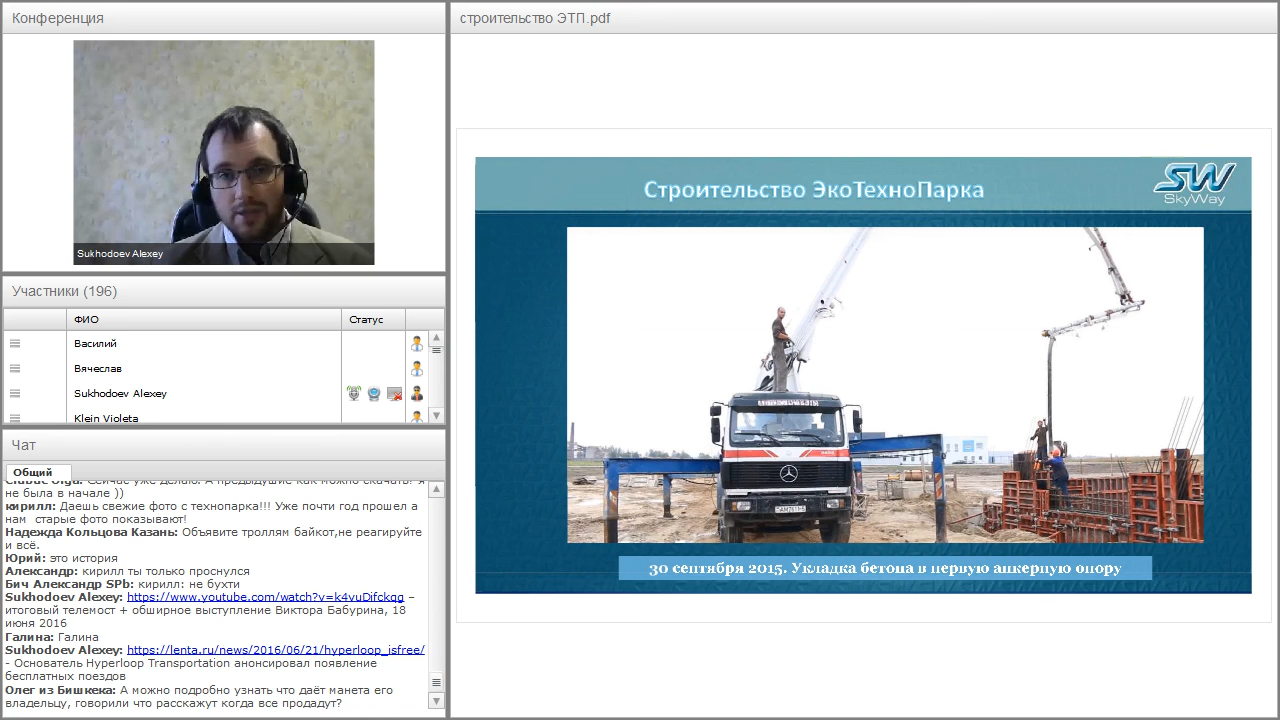 Конференция
Sukhodoev Alexey
Участники (196)
ФИО
Статус
Василий
Вячеслав
Sukhodoev Alexey
Klein Violeta
Чат
Общий
не была в начале ))
кирилл: Даёшь свежие фото с технопарка!!! Уже почти год прошел а
нам старые фото показывают!
Надежда Кольцова Казань: Объявите троллям байкот,не реагируйте
и всё.
Юрий: это история
Александр: кирилл ты только проснулся
Бич Александр SPb: кирилл: не бухти
Sukhodoev Alexey: https://www.youtube.com/watch?v=k4vuDifckqg –
итоговый телемост + обширное выступление Виктора Бабурина, 18
июня 2016
Галина: Галина
Sukhodoev Alexey: https://lenta.ru/news/2016/06/21/hyperloop_isfree/
- Основатель Hyperloop Transportation анонсировал появление
бесплатных поездов
Олег из Бишкека: А можно подробно узнать что даёт манета его
владельцу, говорили что расскажут когда все продадут?
строительство ЭТП.pdf
Строительство ЭкоТехноПарка
SW
SkyWay
30 сентября 2015. Укладка бетона в первую анкерную опору